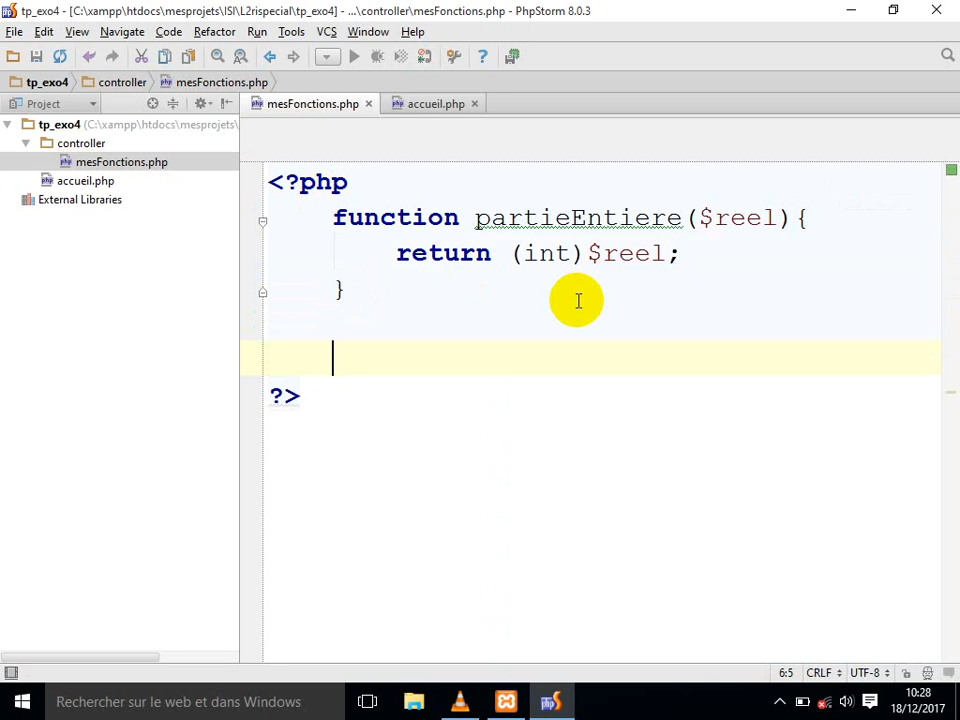 tp_exo4 - [C:\xampp\htdocs\mesprojets\ISI\L2rispecial\tp_exo4] - ...\controller\mesFonctions.php - PhpStorm 8.0.3
File Edit View Navigate Code Refactor Run Tools VCS Window Help
tp_exo4 controller mesFonctions.php
Project
mesFonctions.php accueil.php
tp_exo4 (C:\xampp\htdocs\mesprojets\
controller
mesFonctions.php
accueil.php
External Libraries
<?php
function partieEntiere($reel){
return (int)$reel;
}
?>
6:5 CRLF UTF-8
Rechercher sur le web et dans Windows
10:28
18/12/2017